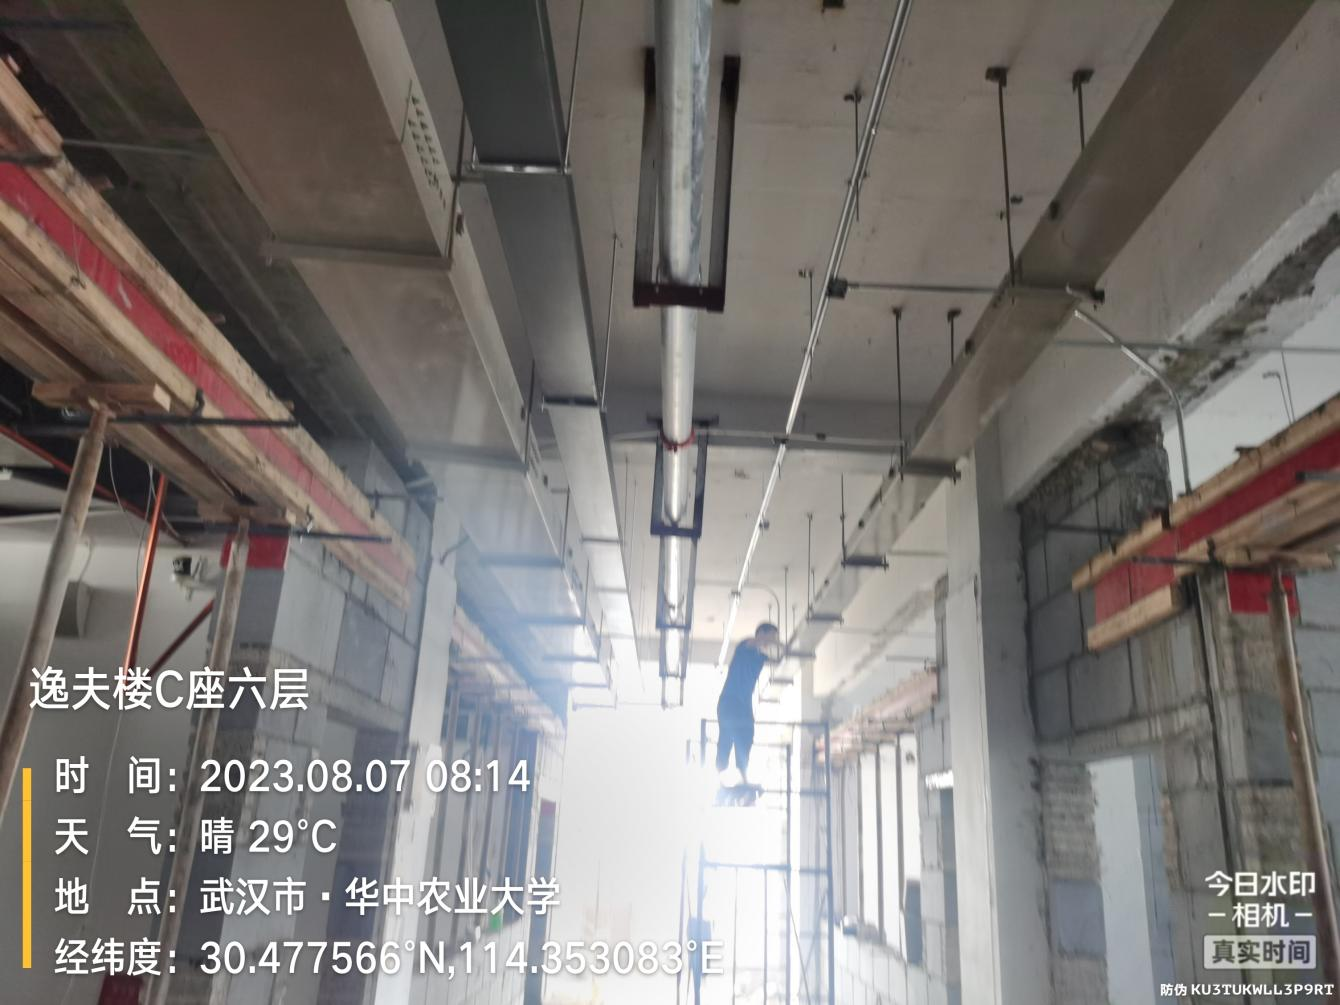 逸夫楼C座六层
时 间：2023.08.07 08:14
天 气：晴 29°C
地 点：武汉市·华中农业大学
经纬度：30.477566°N,114.353083°E
今日水印
-相机-
真实时间
防伪 KU3TUKWLL3P9RT